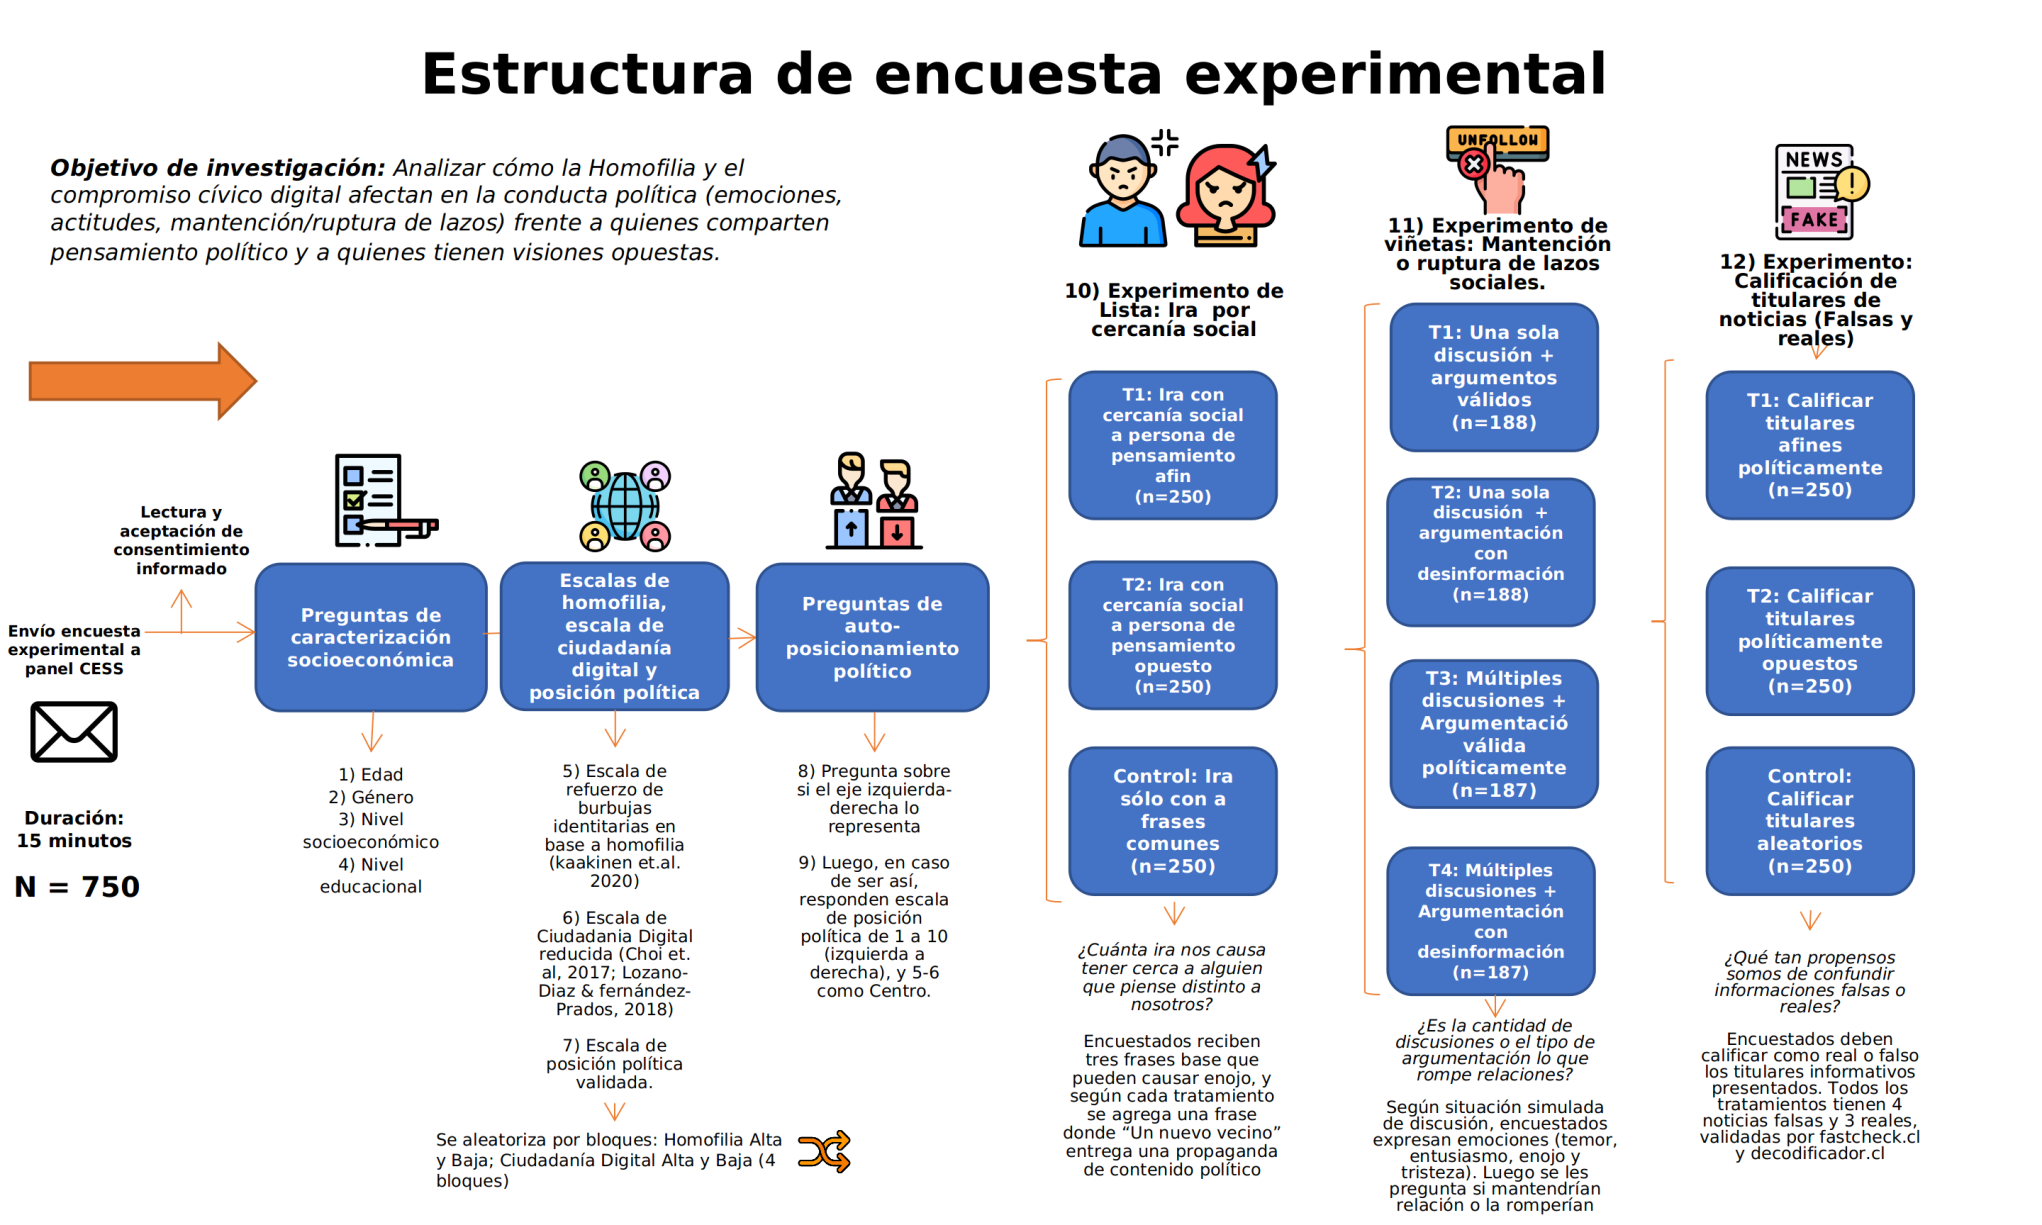 Estructura de encuesta experimental
Objetivo de investigación: Analizar cómo la Homofilia y el
compromiso cívico digital afectan en la conducta política (emociones,
actitudes, mantención/ruptura de lazos) frente a quienes comparten
pensamiento político y a quienes tienen visiones opuestas.
Lectura y
aceptación de
consentimiento
informado
Envío encuesta
experimental a
panel CESS
Duración:
15 minutos
N = 750
Preguntas de
caracterización
socioeconómica
1) Edad
2) Género
3) Nivel
socioeconómico
4) Nivel
educacional
Escalas de
homofilia,
escala de
ciudadanía
digital y
posición política
5) Escala de
refuerzo de
burbujas
identitarias en
base a homofilia
(kaakinen et.al.
2020)
6) Escala de
Ciudadania Digital
reducida (Choi et.
al, 2017; Lozano-
Diaz & fernández-
Prados, 2018)
7) Escala de
posición política
validada.
Se aleatoriza por bloques: Homofilia Alta
y Baja; Ciudadanía Digital Alta y Baja (4
bloques)
Preguntas de
auto-
posicionamiento
político
8) Pregunta sobre
si el eje izquierda-
derecha lo
representa
9) Luego, en caso
de ser así,
responden escala
de posición
política de 1 a 10
(izquierda a
derecha), y 5-6
como Centro.
10) Experimento de
Lista: Ira  por
cercanía social
T1: Ira con
cercanía social
a persona de
pensamiento
afin
(n=250)
T2: Ira con
cercanía social
a persona de
pensamiento
opuesto
(n=250)
Control: Ira
sólo con a
frases
comunes
(n=250)
¿Cuánta ira nos causa
tener cerca a alguien
que piense distinto a
nosotros?
Encuestados reciben
tres frases base que
pueden causar enojo, y
según cada tratamiento
se agrega una frase
donde “Un nuevo vecino”
entrega una propaganda
de contenido político
UNFOLLOW
11) Experimento de
viñetas: Mantención
o ruptura de lazos
sociales.
T1: Una sola
discusión +
argumentos
válidos
(n=188)
T2: Una sola
discusión  +
argumentación
con
desinformación
(n=188)
T3: Múltiples
discusiones +
Argumentació
válida
políticamente
(n=187)
T4: Múltiples
discusiones +
Argumentación
con
desinformación
(n=187)
¿Es la cantidad de
discusiones o el tipo de
argumentación lo que
rompe relaciones?
Según situación simulada
de discusión, encuestados
expresan emociones (temor,
entusiasmo, enojo y
tristeza). Luego se les
pregunta si mantendrían
relación o la romperían
NEWS
FAKE
12) Experimento:
Calificación de
titulares de
noticias (Falsas y
reales)
T1: Calificar
titulares
afines
políticamente
(n=250)
T2: Calificar
titulares
políticamente
opuestos
(n=250)
Control:
Calificar
titulares
aleatorios
(n=250)
¿Qué tan propensos
somos de confundir
informaciones falsas o
reales?
Encuestados deben
calificar como real o falso
los titulares informativos
presentados. Todos los
tratamientos tienen 4
noticias falsas y 3 reales,
validadas por fastcheck.cl
y decodificador.cl